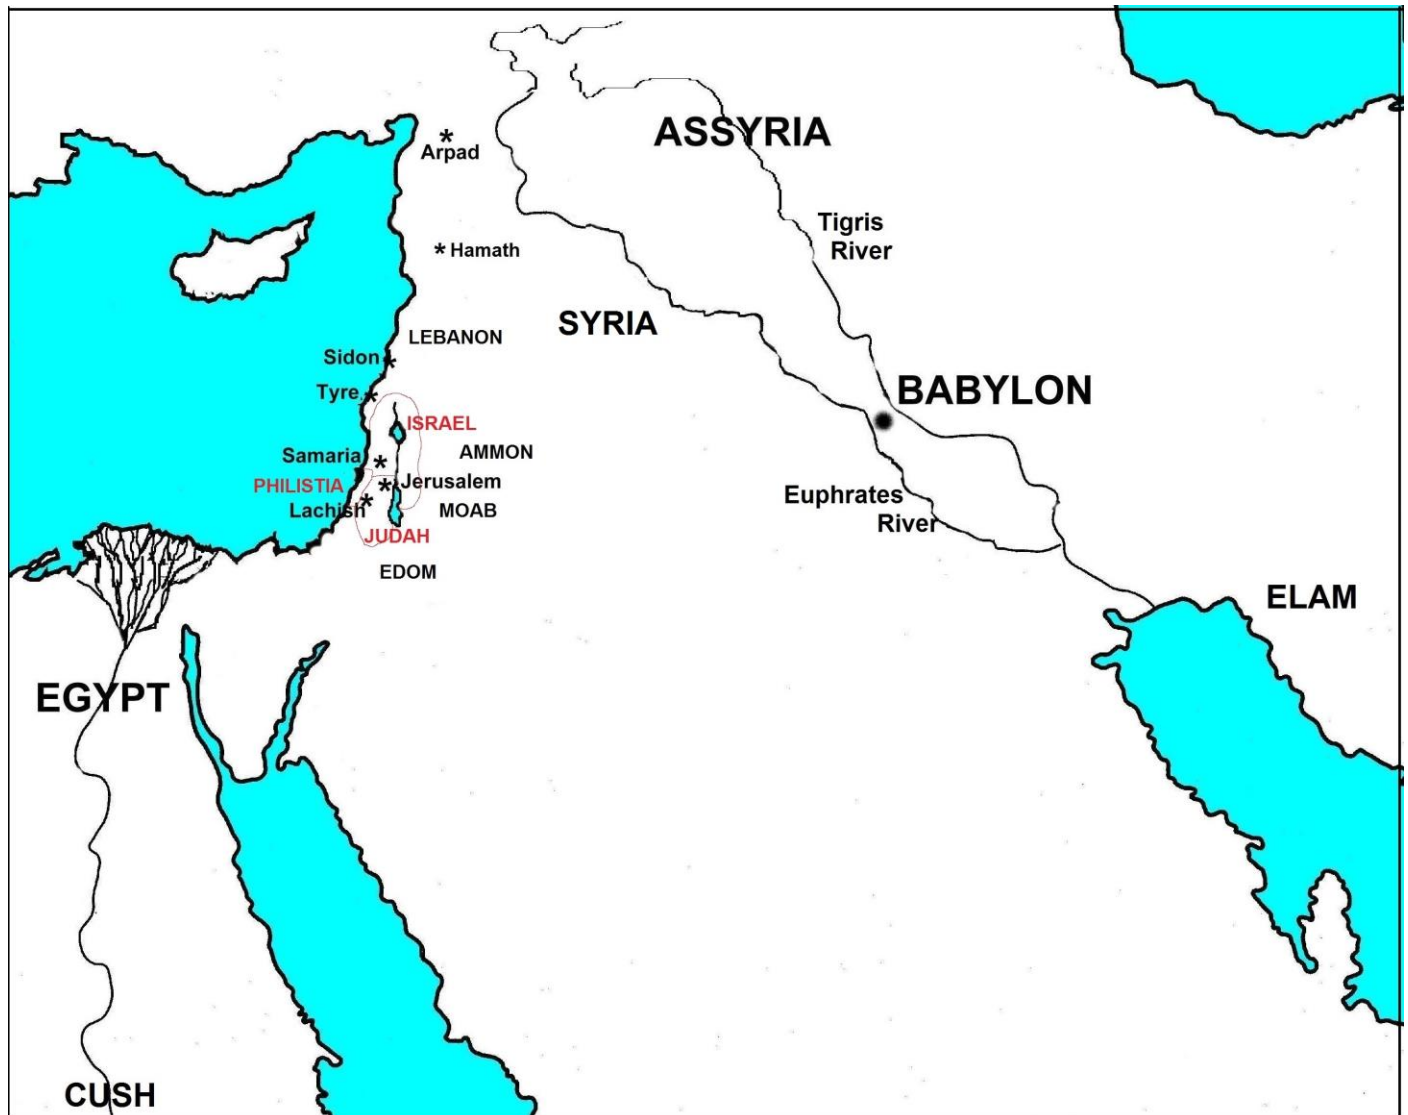 ASSYRIA
Arpad
Tigris
River
Hamath
SYRIA
LEBANON
Sidon
Tyre
BABYLON
ISRAEL
Samaria
AMMON
Jerusalem
PHILISTIA
Lachish
MOAB
Euphrates
River
JUDAH
EDOM
ELAM
EGYPT
CUSH